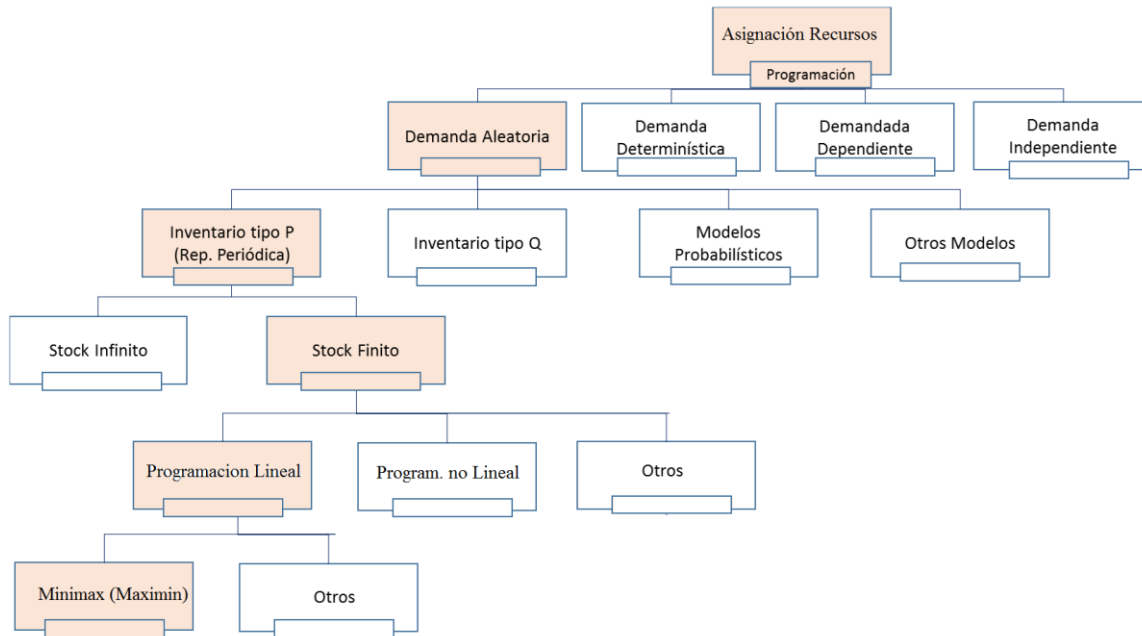 Asignación Recursos
Programación
Demanda Aleatoria
Demanda
Determinística
Demandada
Dependiente
Demanda
Independiente
Inventario tipo P
(Rep. Periódica)
Inventario tipo Q
Modelos
Probabilísticos
Otros Modelos
Stock Infinito
Stock Finito
Programacion Lineal
Program. no Lineal
Otros
Minimax (Maximin)
Otros